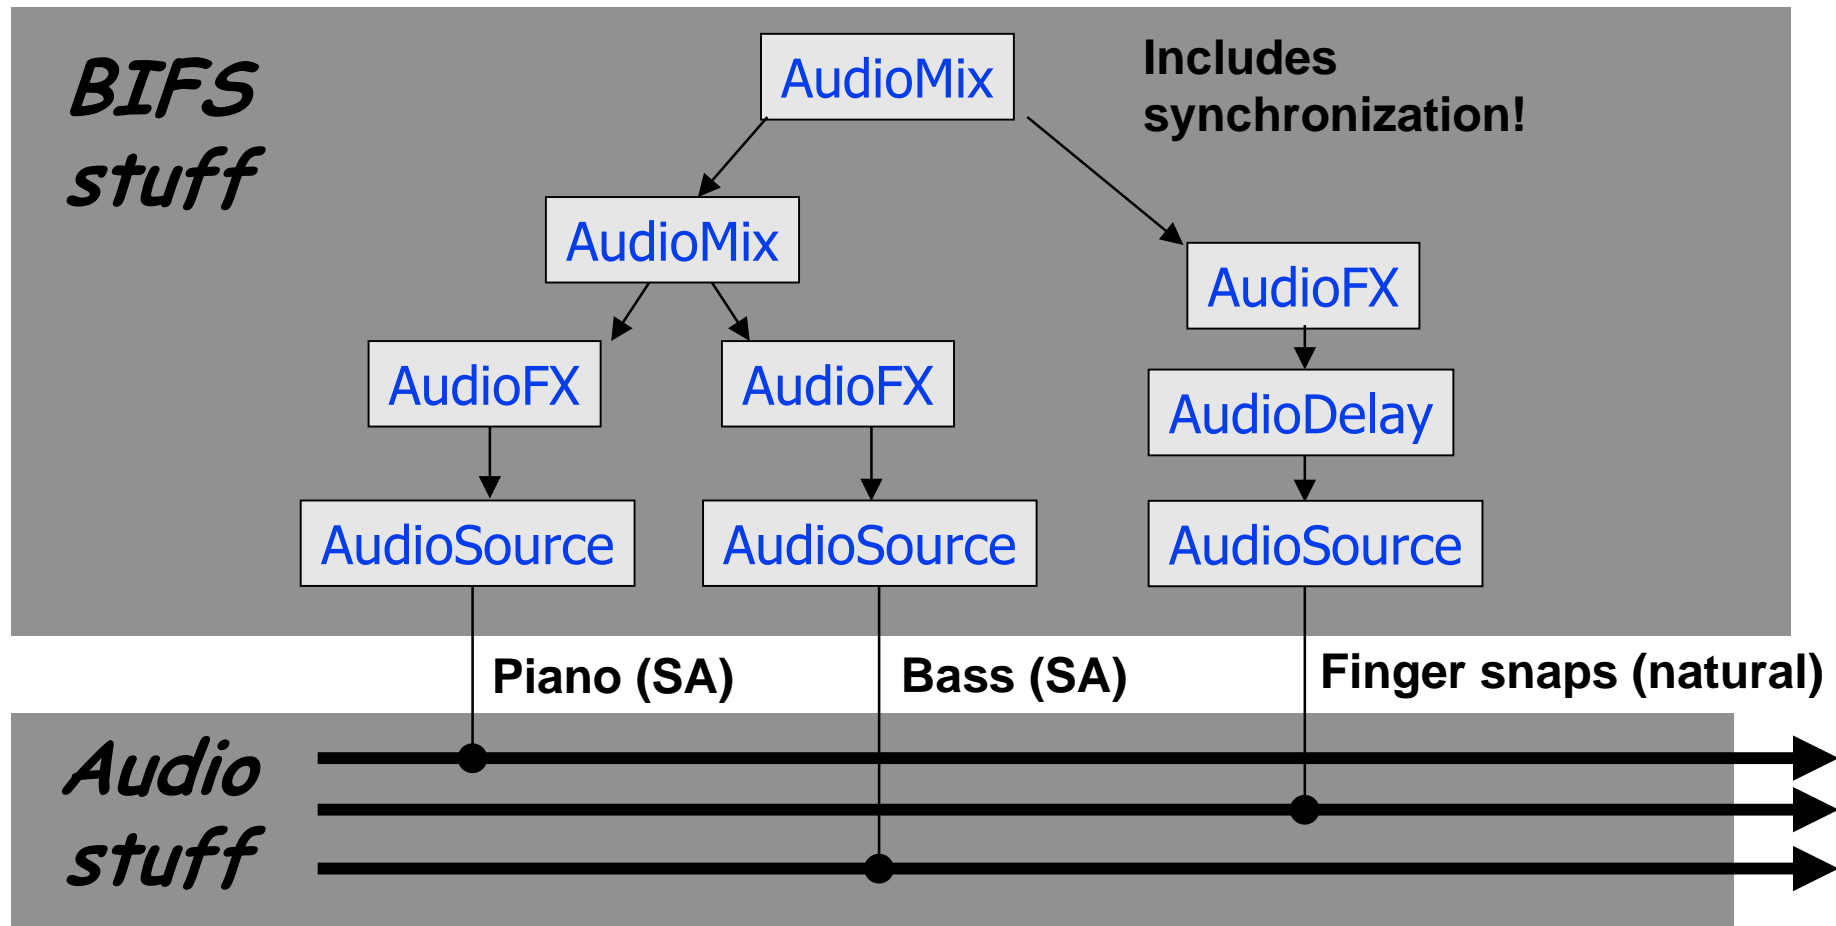 BIFS
stuff
AudioMix
Includes
synchronization!
AudioMix
AudioFX
AudioFX
AudioFX
AudioDelay
AudioSource
AudioSource
AudioSource
Piano (SA)
Bass (SA)
Finger snaps (natural)
Audio
stuff